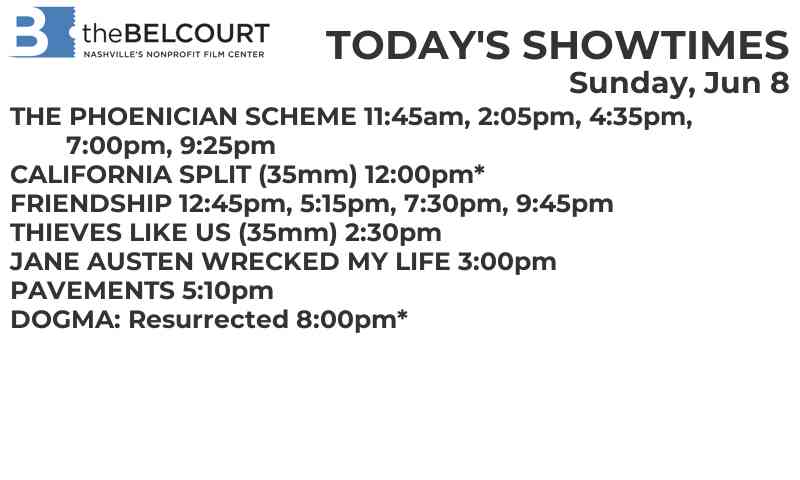 B theBELCOURT
NASHVILLE'S NONPROFIT FILM CENTER
TODAY'S SHOWTIMES
Sunday, Jun 8
THE PHOENICIAN SCHEME 11:45am, 2:05pm, 4:35pm,
7:00pm, 9:25pm
CALIFORNIA SPLIT (35mm) 12:00pm*
FRIENDSHIP 12:45pm, 5:15pm, 7:30pm, 9:45pm
THIEVES LIKE US (35mm) 2:30pm
JANE AUSTEN WRECKED MY LIFE 3:00pm
PAVEMENTS 5:10pm
DOGMA: Resurrected 8:00pm*